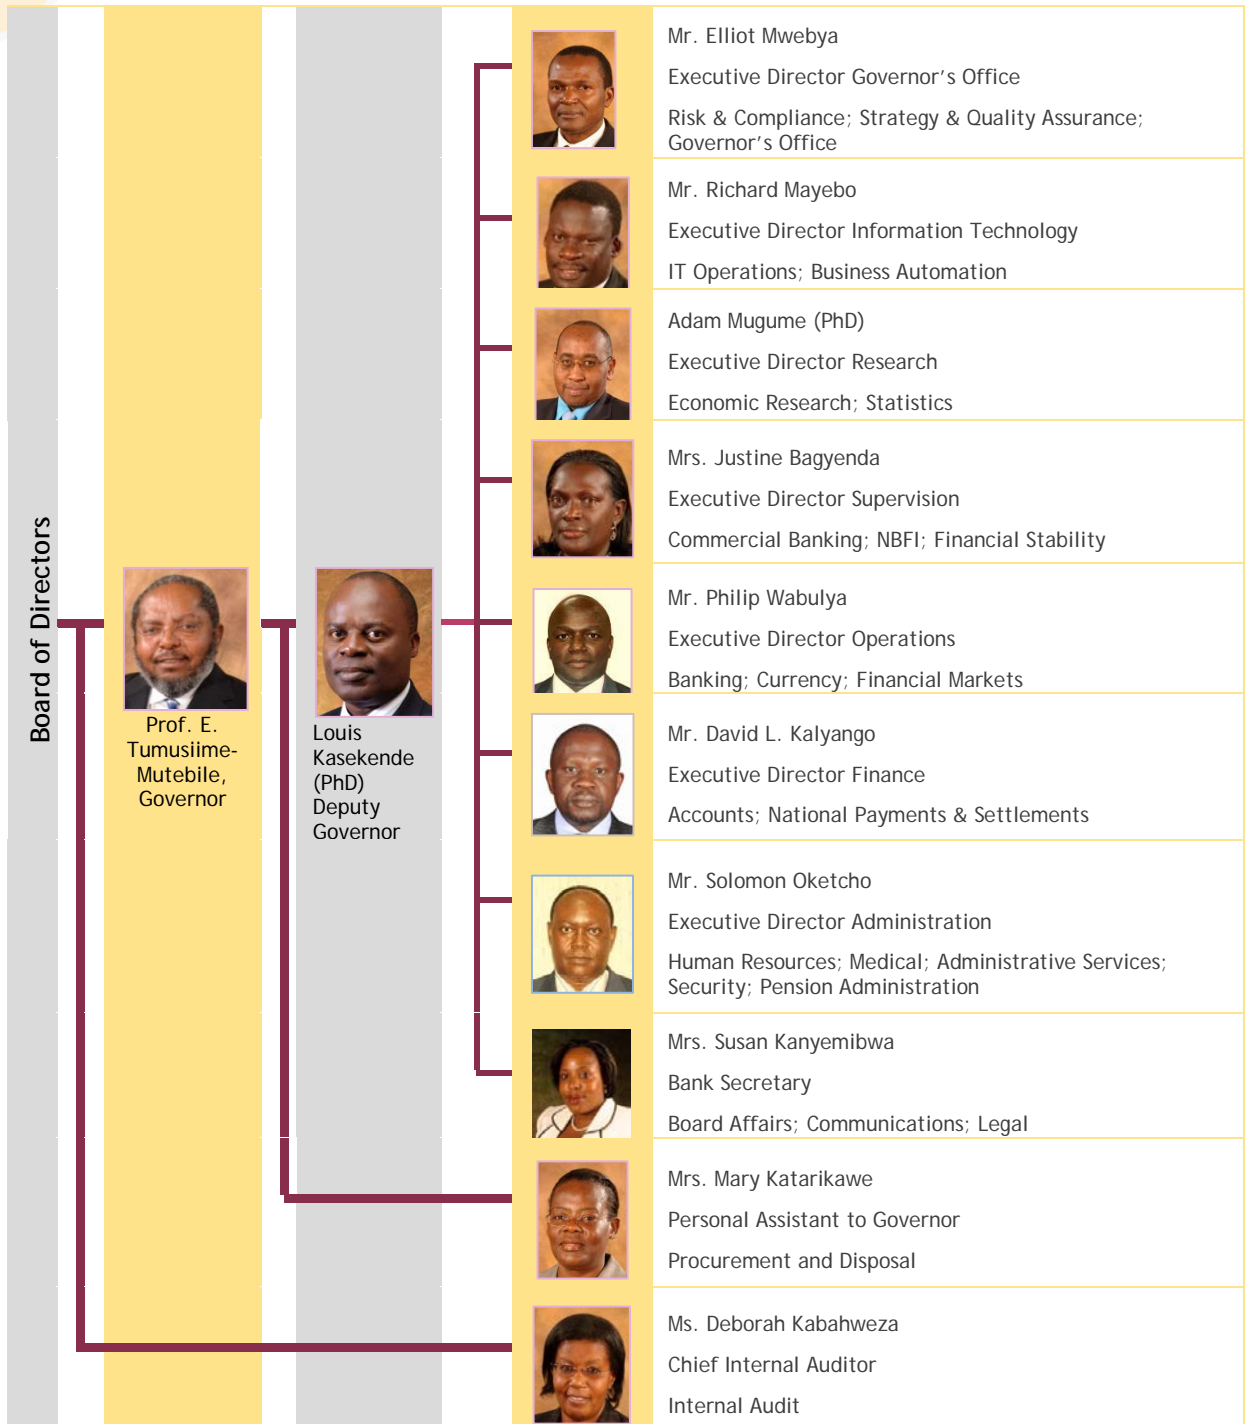 Board of Directors
Prof. E.
Tumusiime-
Mutebile,
Governor
Louis
Kasekende
(PhD)
Deputy
Governor
Mr. Elliot Mwebya
Executive Director Governor's Office
Risk & Compliance; Strategy & Quality Assurance;
Governor's Office
Mr. Richard Mayebo
Executive Director Information Technology
IT Operations; Business Automation
Adam Mugume (PhD)
Executive Director Research
Economic Research; Statistics
Mrs. Justine Bagyenda
Executive Director Supervision
Commercial Banking; NBFI; Financial Stability
Mr. Philip Wabulya
Executive Director Operations
Banking; Currency; Financial Markets
Mr. David L. Kalyango
Executive Director Finance
Accounts; National Payments & Settlements
Mr. Solomon Oketcho
Executive Director Administration
Human Resources; Medical; Administrative Services;
Security; Pension Administration
Mrs. Susan Kanyemibwa
Bank Secretary
Board Affairs; Communications; Legal
Mrs. Mary Katarikawe
Personal Assistant to Governor
Procurement and Disposal
Ms. Deborah Kabahweza
Chief Internal Auditor
Internal Audit